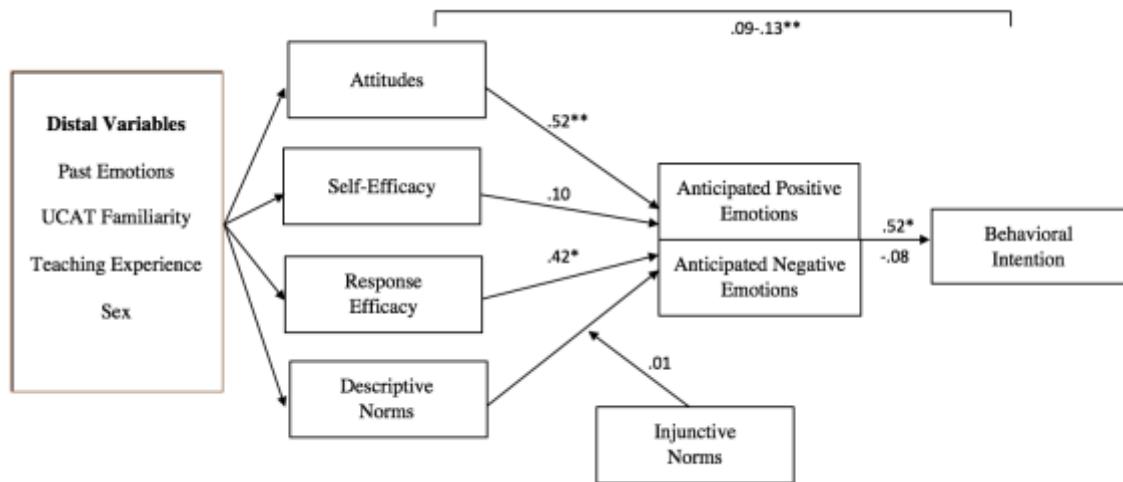 .09-.13**
Attitudes
Distal Variables
Past Emotions
UCAT Familiarity
Teaching Experience
Sex
.52**
Self-Efficacy
.10
Anticipated Positive
Emotions
.52*
Behavioral
Intention
-.08
Anticipated Negative
Emotions
Response
Efficacy
.42*
.01
Descriptive
Norms
Injunctive
Norms